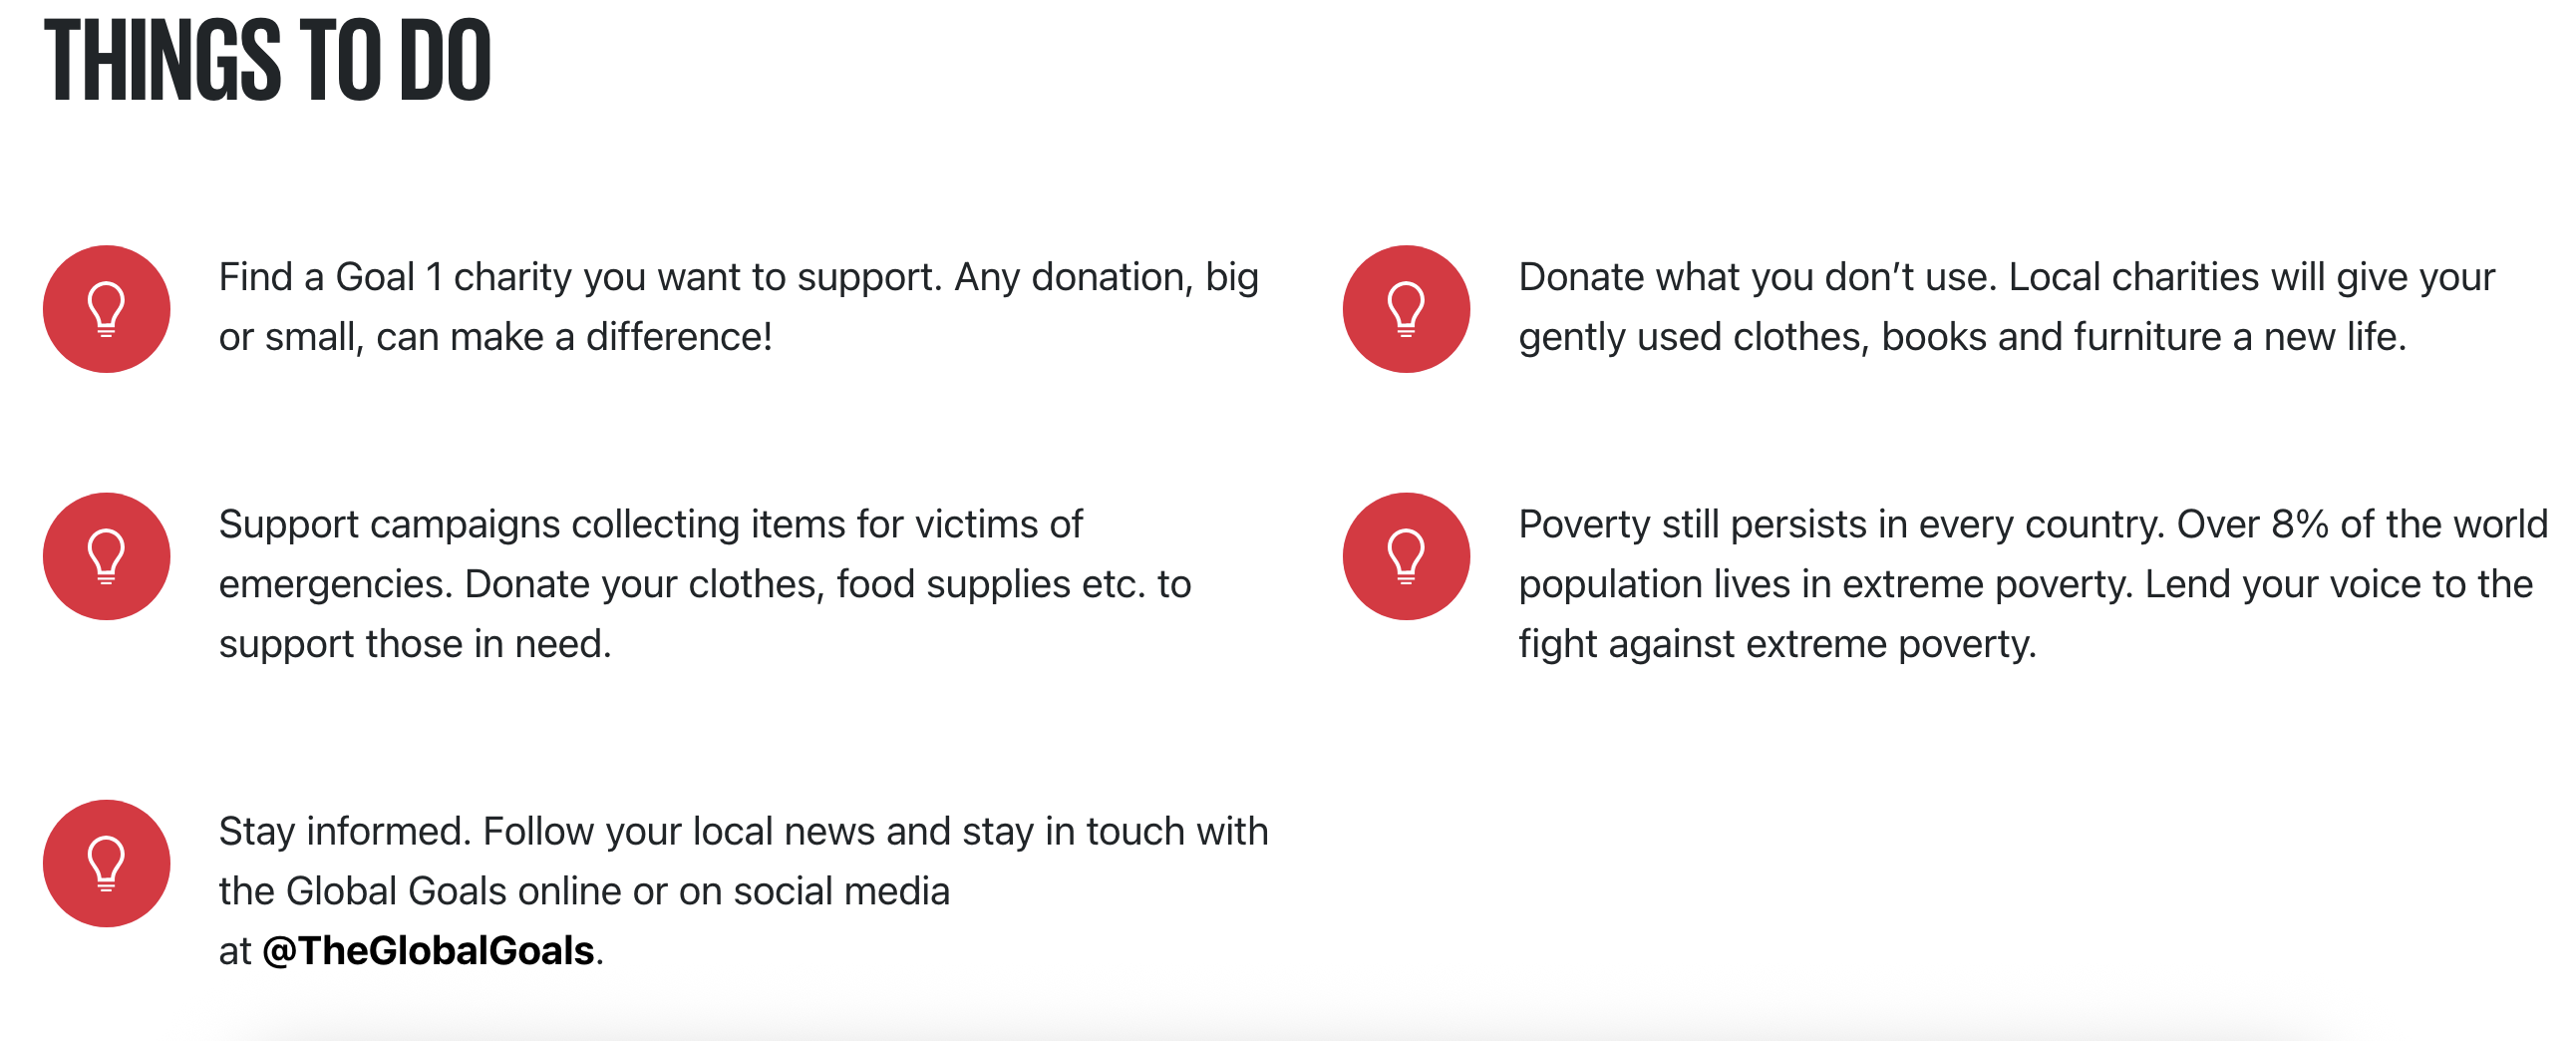 THINGS TO DO
Find a Goal 1 charity you want to support. Any donation, big
or small, can make a difference!
Donate what you don’t use. Local charities will give your
gently used clothes, books and furniture a new life.
Support campaigns collecting items for victims of
emergencies. Donate your clothes, food supplies etc. to
support those in need.
Poverty still persists in every country. Over 8% of the world
population lives in extreme poverty. Lend your voice to the
fight against extreme poverty.
Stay informed. Follow your local news and stay in touch with
the Global Goals online or on social media
at @TheGlobalGoals.